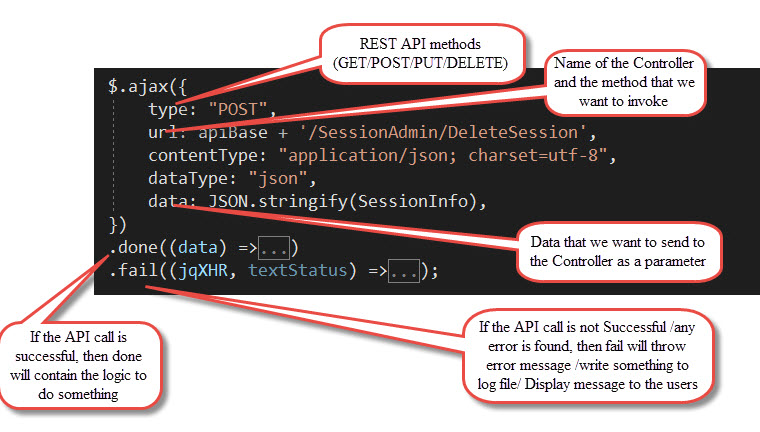 REST API methods
(GET/POST/PUT/DELETE)
Name of the Controller
and the method that we
want to invoke
$.ajax({
type: "POST",
url: apiBase + '/SessionAdmin/DeleteSession',
contentType: "application/json; charset=utf-8",
dataType: "json",
data: JSON.stringify(SessionInfo),
})
.done((data) =>...)
.fail((jqXHR, textStatus) =>...);
Data that we want to send to
the Controller as a parameter
If the API call is
successful, then done
will contain the logic to
do something
If the API call is not Successful /any
error is found, then fail will throw
error message /write something to
log file/ Display message to the users